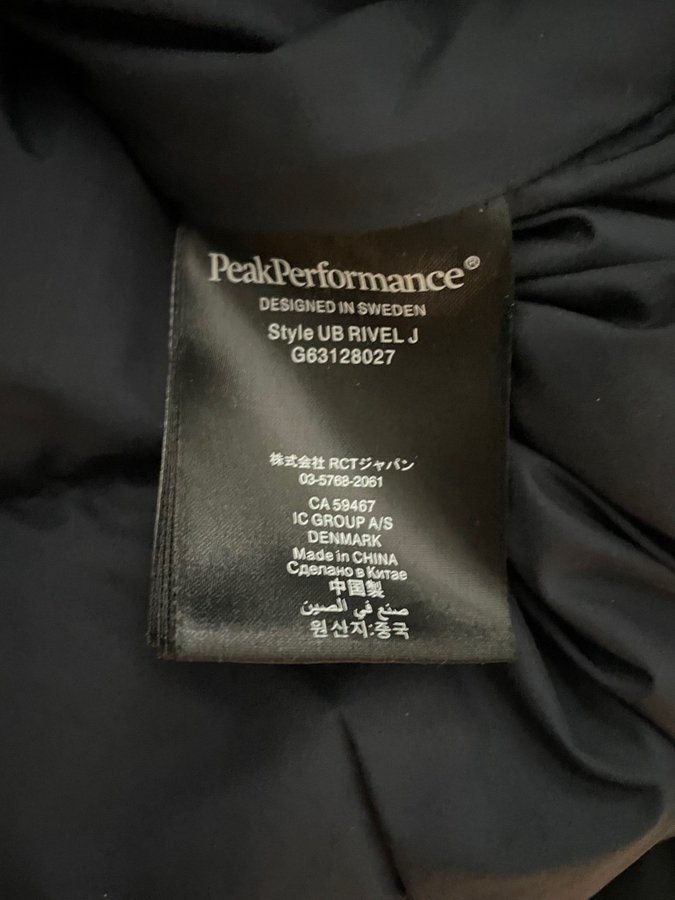 PeakPerformance®
DESIGNED IN SWEDEN
Style UB RIVEL J
G63128027
株式会社 RCTジャパン
03-5768-2061
CA 59467
IC GROUP A/S
DENMARK
Made in CHINA
Сделано в Китае
中国製
صنع في الصين
원산지:중국